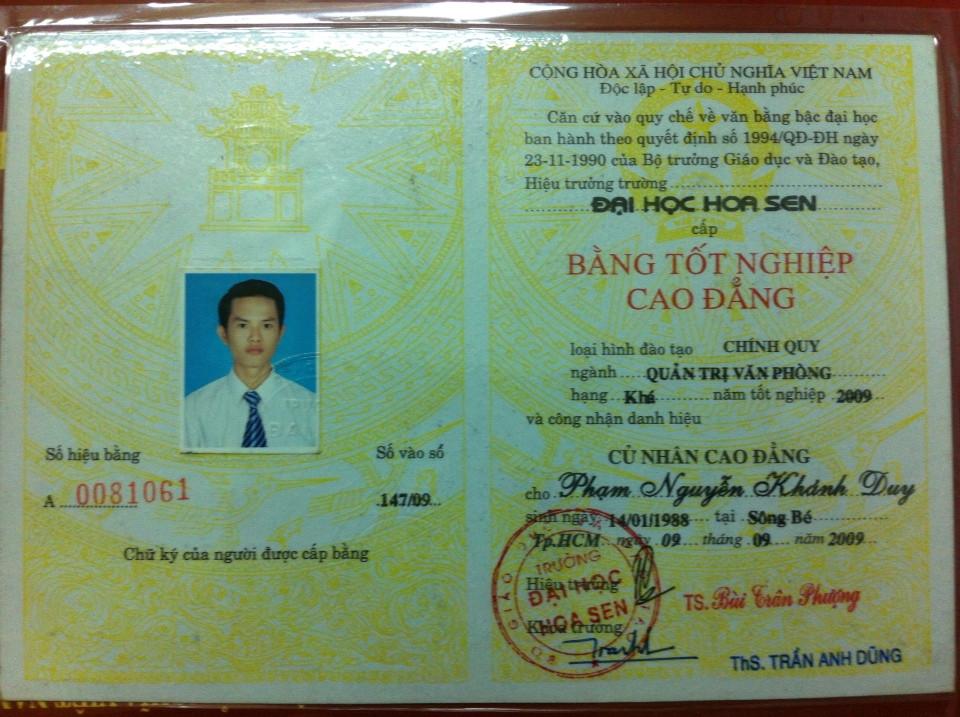 Số hiệu bằng
Số vào sổ
A 0081061
147/09
Chữ ký của người được cấp bằng
CỘNG HÒA XÃ HỘI CHỦ NGHĨA VIỆT NAM
Độc lập - Tự do - Hạnh phúc
Căn cứ vào quy chế về văn bằng bậc đại học
ban hành theo quyết định số 1994/QĐ-ĐH ngày
23-11-1990 của Bộ trưởng Giáo dục và Đào tạo,
Hiệu trưởng trường
ĐẠI HỌC HOA SEN
cấp
BẰNG TỐT NGHIỆP
CAO ĐẲNG
loại hình đào tạo CHÍNH QUY
ngành QUẢN TRỊ VĂN PHÒNG
hạng Khá năm tốt nghiệp 2009
và công nhận danh hiệu
CỬ NHÂN CAO ĐẲNG
cho Phạm Nguyễn Khánh Duy
sinh ngày 14/01/1988 tại Sông Bé
Tp.HCM ngày 09 tháng 09 năm 2009
Hiệu trưởng
TRƯỜNG
ĐẠI HỌC
HOA SEN
TS. Bùi Trân Phượng
Khoa trưởng
ThS. TRẦN ANH DŨNG